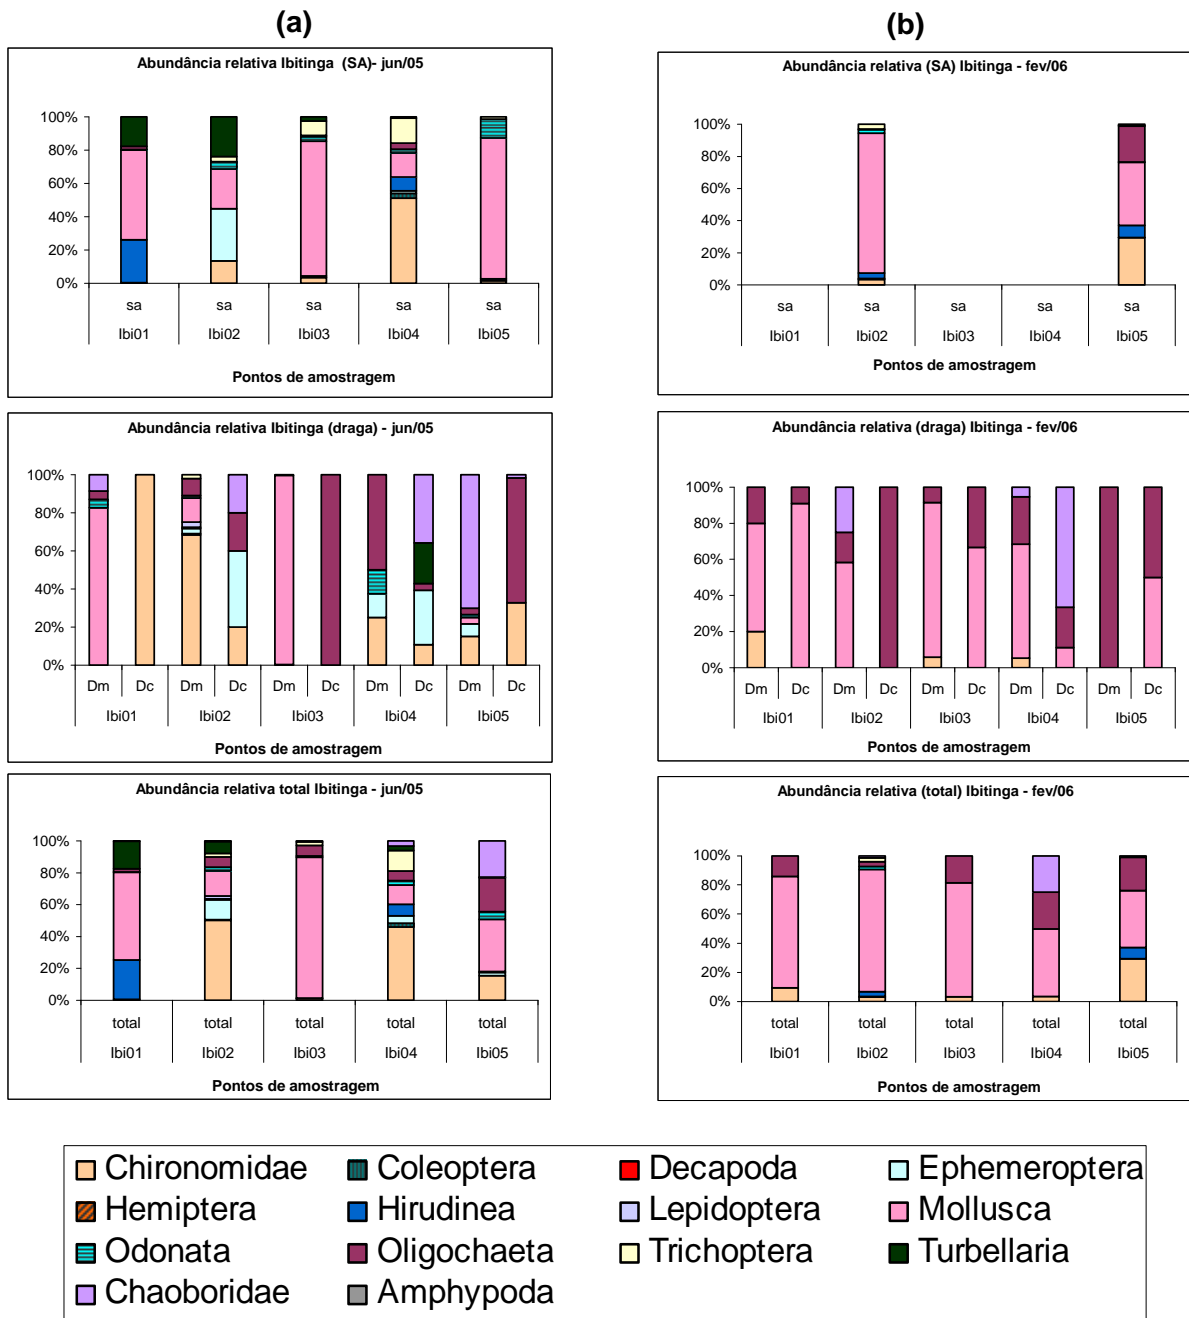 (a)
(b)
Abundância relativa Ibitinga (SA)- jun/05
100%
80%
60%
40%
20%
0%
sa sa sa sa sa
Ibi01 Ibi02 Ibi03 Ibi04 Ibi05
Pontos de amostragem
Abundância relativa (SA) Ibitinga - fev/06
100%
80%
60%
40%
20%
0%
sa sa sa sa sa
Ibi01 Ibi02 Ibi03 Ibi04 Ibi05
Pontos de amostragem
Abundância relativa Ibitinga (draga) - jun/05
100%
80%
60%
40%
20%
0%
Dm Dc Dm Dc Dm Dc Dm Dc Dm Dc
Ibi01 Ibi02 Ibi03 Ibi04 Ibi05
Pontos de amostragem
Abundância relativa (draga) Ibitinga - fev/06
100%
80%
60%
40%
20%
0%
Dm Dc Dm Dc Dm Dc Dm Dc Dm Dc
Ibi01 Ibi02 Ibi03 Ibi04 Ibi05
Pontos de amostragem
Abundância relativa total Ibitinga - jun/05
100%
80%
60%
40%
20%
0%
total total total total total
Ibi01 Ibi02 Ibi03 Ibi04 Ibi05
Pontos de amostragem
Abundância relativa (total) Ibitinga - fev/06
100%
80%
60%
40%
20%
0%
total total total total total
Ibi01 Ibi02 Ibi03 Ibi04 Ibi05
Pontos de amostragem
Chironomidae Coleoptera Decapoda Ephemeroptera
Hemiptera Hirudinea Lepidoptera Mollusca
Odonata Oligochaeta Trichoptera Turbellaria
Chaoboridae Amphypoda